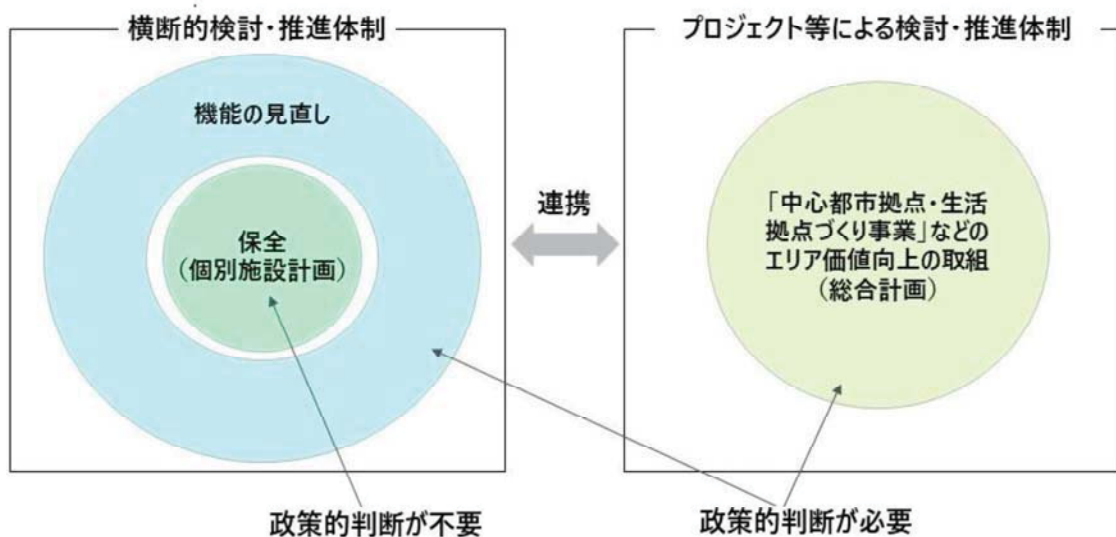 横断的検討・推進体制
機能の見直し
保全
（個別施設計画）
連携
プロジェクト等による検討・推進体制
「中心都市拠点・生活
拠点づくり事業」などの
エリア価値向上の取組
（総合計画）
政策的判断が不要
政策的判断が必要